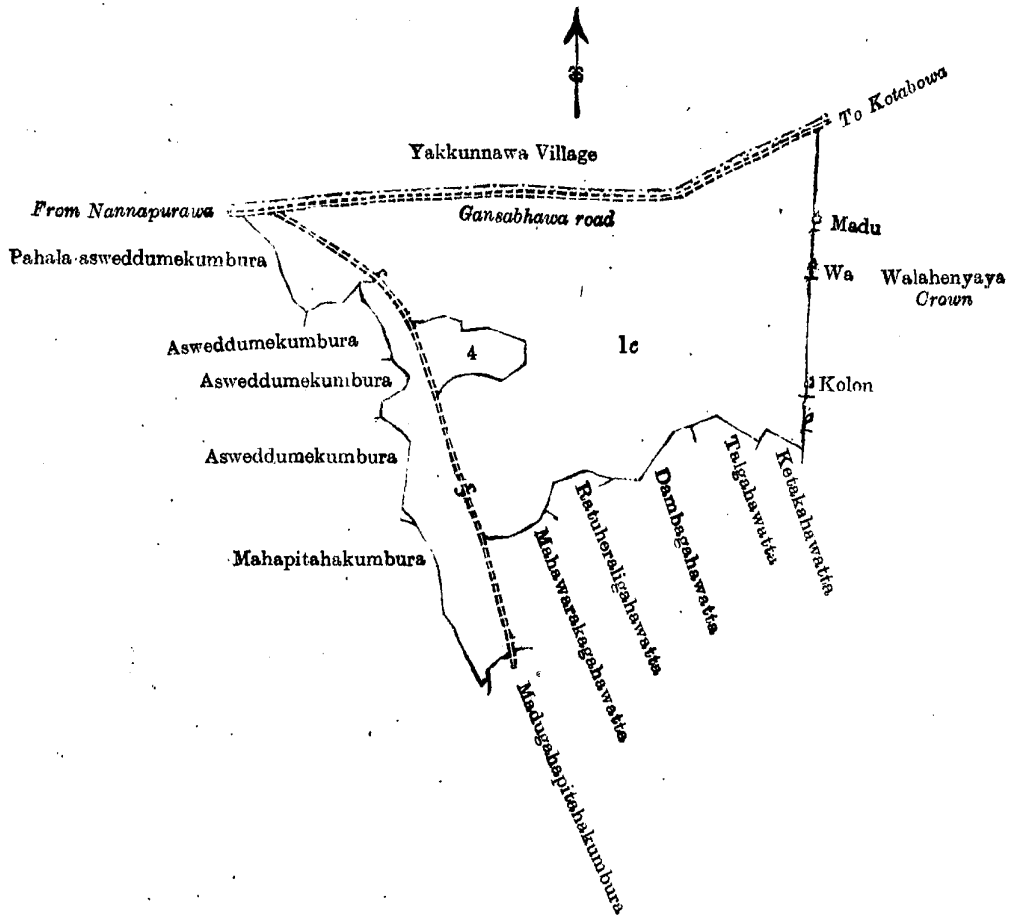 To Kotabowa
Yakkunnawa Village
From Nannapurawa
Gansabhawa road
Madu
Pahala asweddumekumbura
Wa
Walahenyaya
Crown
Asweddumekumbura
4
1c
Asweddumekumbura
Kolon
Asweddumekumbura
Mahapitahakumbura
Mahawarakagahawatta
Ratuheraligahawatta
Dambagahawatta
Talgahawatta
Ketakahawatta
Madugahapitahakumbura